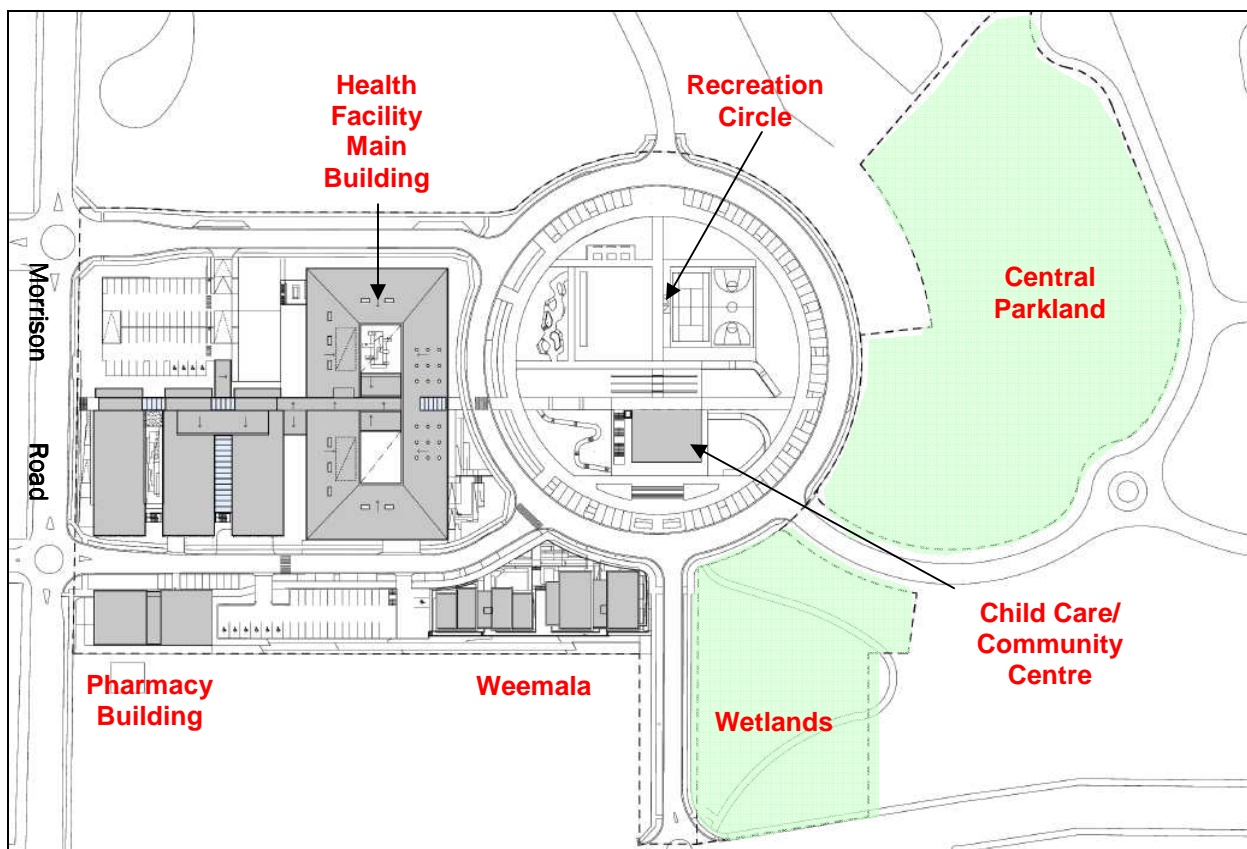 Health
Facility
Main
Building
Recreation
Circle
Central
Parkland
Morrison
Road
Child Care/
Community
Centre
Pharmacy
Building
Weemala
Wetlands